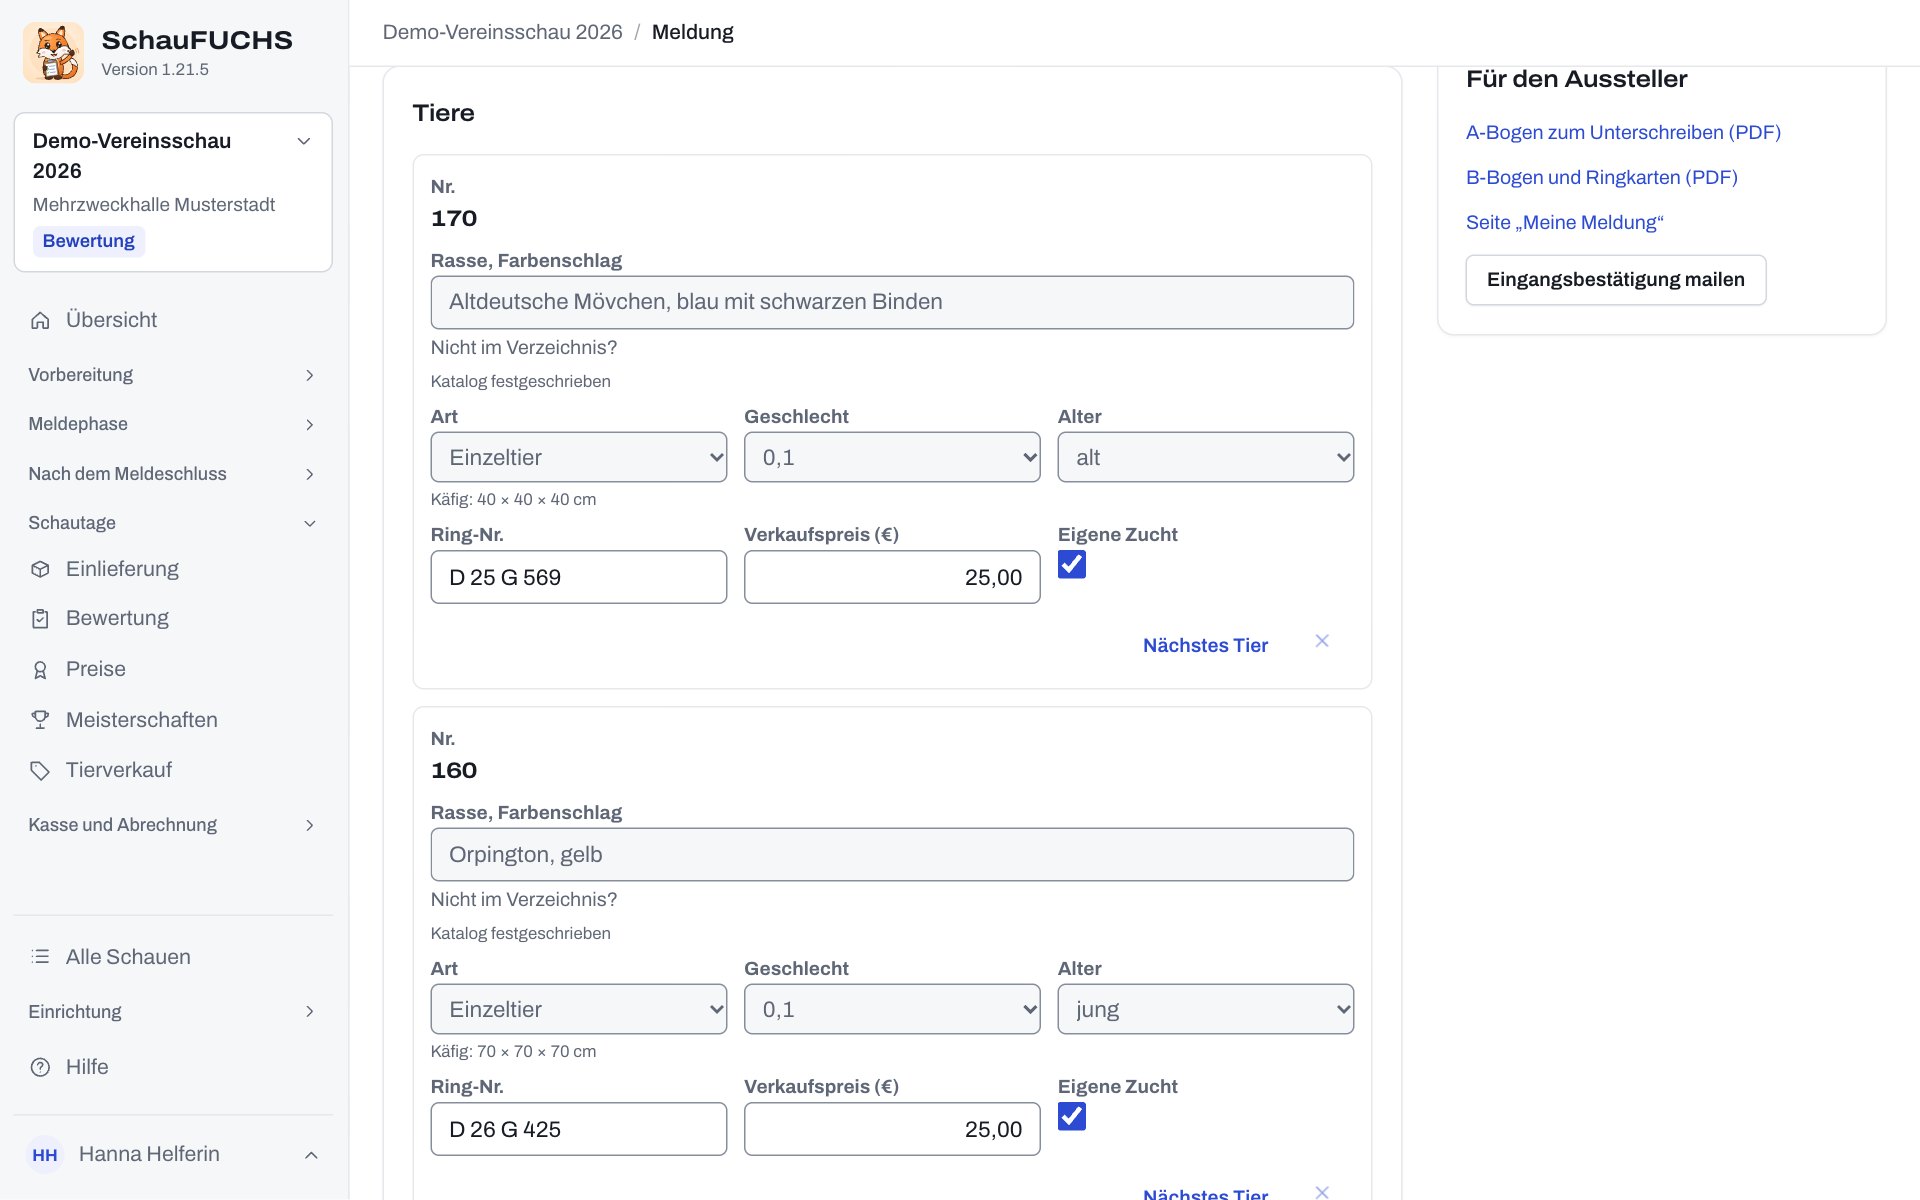 SchauFUCHS
Version 1.21.5
Demo-Vereinsschau 2026
Mehrzweckhalle Musterstadt
Bewertung
Übersicht
Vorbereitung
Meldephase
Nach dem Meldeschluss
Schautage
Einlieferung
Bewertung
Preise
Meisterschaften
Tierverkauf
Kasse und Abrechnung
Alle Schauen
Einrichtung
Hilfe
HH Hanna Helferin
Demo-Vereinsschau 2026 / Meldung
Tiere
Nr.
170
Rasse, Farbenschlag
Altdeutsche Mövchen, blau mit schwarzen Binden
Nicht im Verzeichnis?
Katalog festgeschrieben
Art Geschlecht Alter
Einzeltier 0,1 alt
Käfig: 40 × 40 × 40 cm
Ring-Nr. Verkaufspreis (€) Eigene Zucht
D 25 G 569 25,00
Nächstes Tier
Nr.
160
Rasse, Farbenschlag
Orpington, gelb
Nicht im Verzeichnis?
Katalog festgeschrieben
Art Geschlecht Alter
Einzeltier 0,1 jung
Käfig: 70 × 70 × 70 cm
Ring-Nr. Verkaufspreis (€) Eigene Zucht
D 26 G 425 25,00
Nächstes Tier
Für den Aussteller
A-Bogen zum Unterschreiben (PDF)
B-Bogen und Ringkarten (PDF)
Seite „Meine Meldung“
Eingangsbestätigung mailen